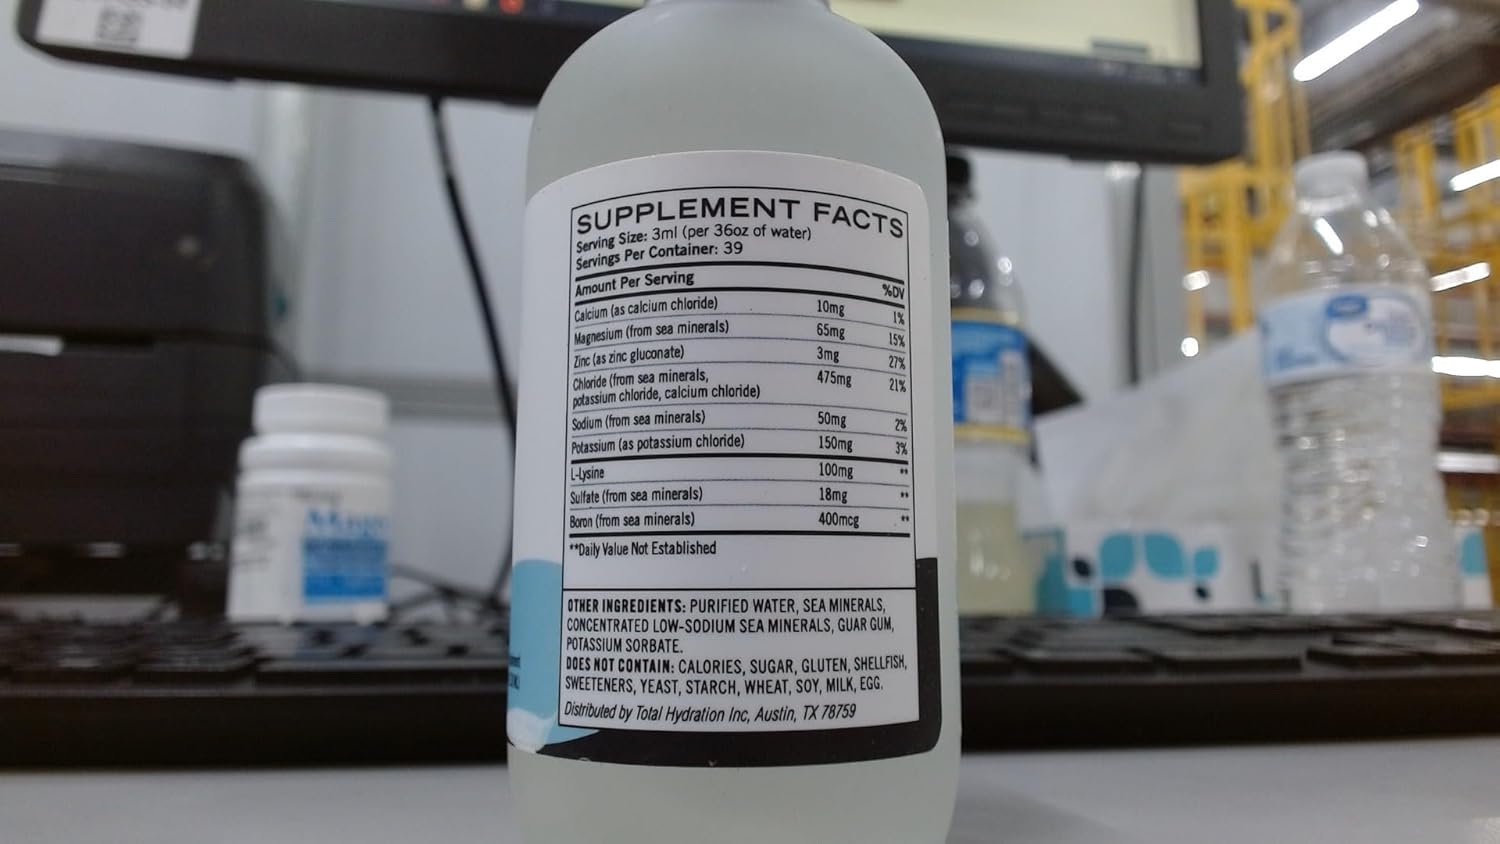 SUPPLEMENT FACTS
Serving Size: 3ml (per 36oz of water)
Servings Per Container: 39
Amount Per Serving %DV
Calcium (as calcium chloride) 10mg 1%
Magnesium (from sea minerals) 65mg 15%
Zinc (as zinc gluconate) 3mg 27%
Chloride (from sea minerals, 475mg 21%
potassium chloride, calcium chloride)
Sodium (from sea minerals) 50mg 2%
Potassium (as potassium chloride) 150mg 3%
L-Lysine 100mg **
Sulfate (from sea minerals) 18mg **
Boron (from sea minerals) 400mcg **
**Daily Value Not Established
OTHER INGREDIENTS: PURIFIED WATER, SEA MINERALS,
CONCENTRATED LOW-SODIUM SEA MINERALS, GUAR GUM,
POTASSIUM SORBATE.
DOES NOT CONTAIN: CALORIES, SUGAR, GLUTEN, SHELLFISH,
SWEETENERS, YEAST, STARCH, WHEAT, SOY, MILK, EGG.
Distributed by Total Hydration Inc, Austin, TX 78759